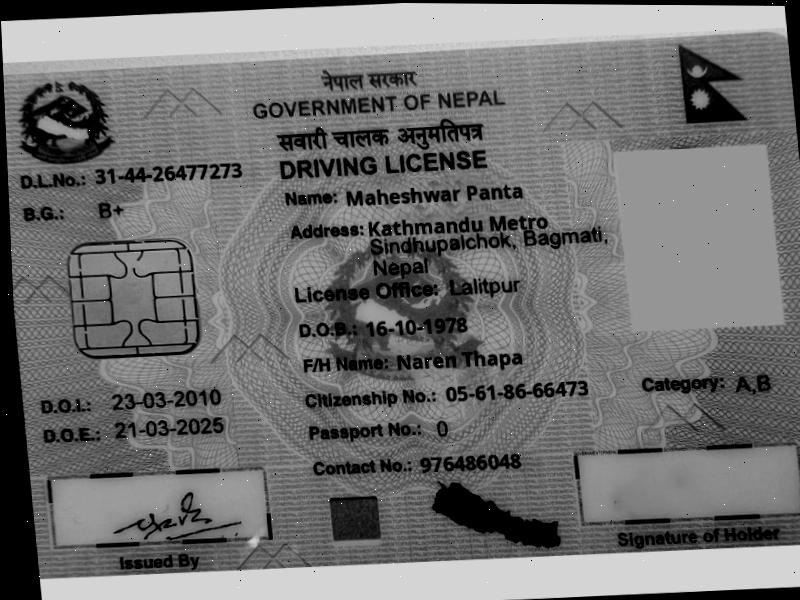 नेपाल सरकार
GOVERNMENT OF NEPAL
सवारी चालक अनुमतिपत्र
DRIVING LICENSE
D.L.No.: 31-44-26477273
B.G.: B+
Name: Maheshwar Panta
Address: Kathmandu Metro
Sindhupalchok, Bagmati,
Nepal
License Office: Lalitpur
D.O.B.: 16-10-1978
F/H Name: Naren Thapa
D.O.I.: 23-03-2010
Citizenship No.: 05-61-86-66473
Category: A,B
D.O.E.: 21-03-2025
Passport No.: 0
Contact No.: 976486048
Issued By
Signature of Holder